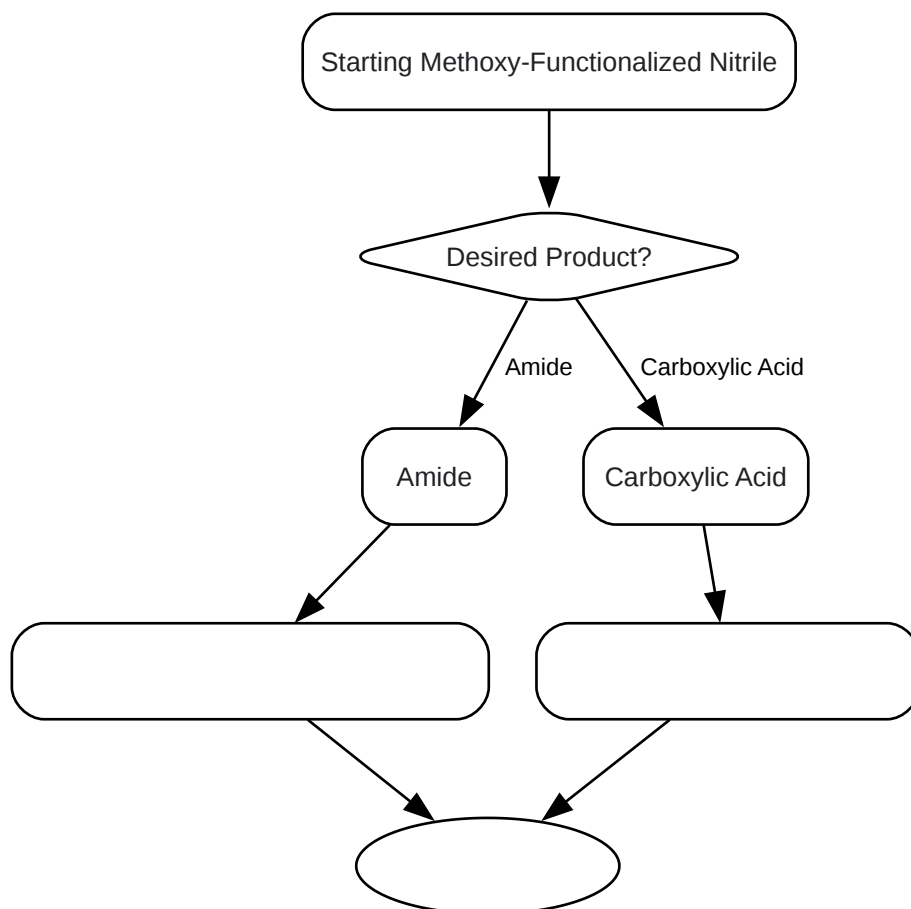 Starting Methoxy-Functionalized Nitrile
Desired Product?
Amide
Carboxylic Acid
Amide
Carboxylic Acid